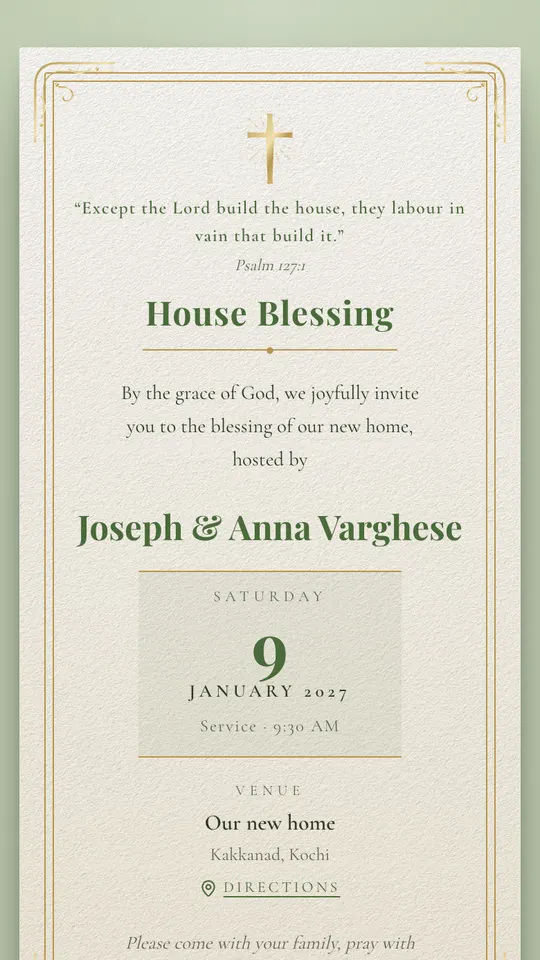 “Except the Lord build the house, they labour in
vain that build it.”
Psalm 127:1
House Blessing
By the grace of God, we joyfully invite
you to the blessing of our new home,
hosted by
Joseph & Anna Varghese
SATURDAY
9
JANUARY 2027
Service · 9:30 AM
VENUE
Our new home
Kakkanad, Kochi
DIRECTIONS
Please come with your family, pray with